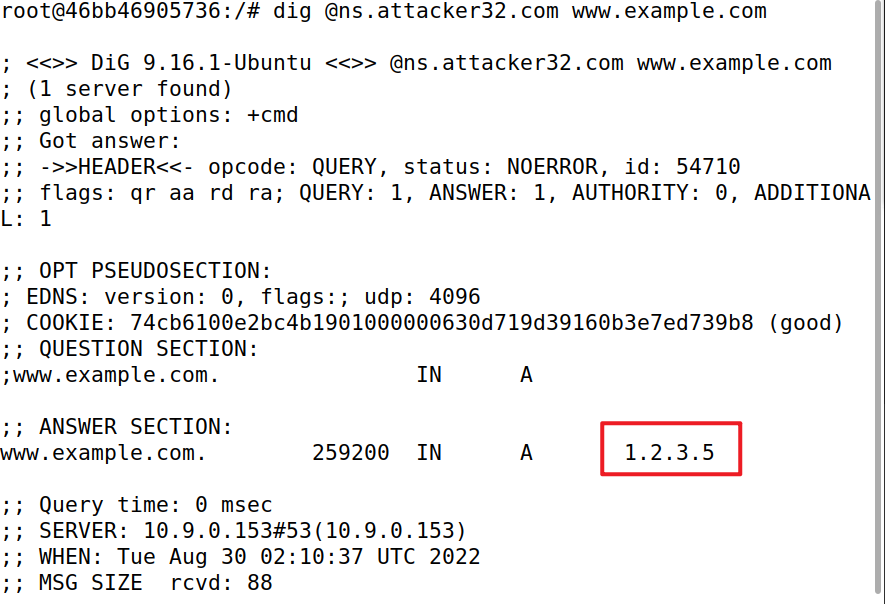 root@46bb46905736:/# dig @ns.attacker32.com www.example.com

; <<>> DiG 9.16.1-Ubuntu <<>> @ns.attacker32.com www.example.com
; (1 server found)
;; global options: +cmd
;; Got answer:
;; ->>HEADER<<- opcode: QUERY, status: NOERROR, id: 54710
;; flags: qr aa rd ra; QUERY: 1, ANSWER: 1, AUTHORITY: 0, ADDITIONA
L: 1

;; OPT PSEUDOSECTION:
; EDNS: version: 0, flags:; udp: 4096
; COOKIE: 74cb6100e2bc4b1901000000630d719d39160b3e7ed739b8 (good)
;; QUESTION SECTION:
;www.example.com.               IN      A

;; ANSWER SECTION:
www.example.com.        259200  IN      A       1.2.3.5

;; Query time: 0 msec
;; SERVER: 10.9.0.153#53(10.9.0.153)
;; WHEN: Tue Aug 30 02:10:37 UTC 2022
;; MSG SIZE  rcvd: 88